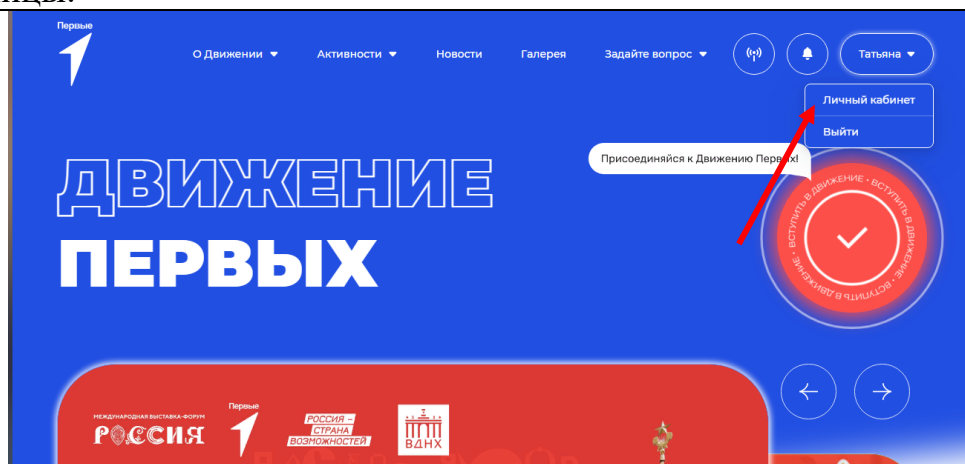 Первые
О Движении Активности Новости Галерея Задайте вопрос Татьяна
Личный кабинет
Выйти
Присоединяйся к Движению Первых!
ДВИЖЕНИЕ
ПЕРВЫХ
ВСТУПИТЬ В ДВИЖЕНИЕ • ВСТУПИТЬ В ДВИЖЕНИЕ • ВСТУПИТЬ В ДВИЖЕНИЕ •
МЕЖДУНАРОДНАЯ ВЫСТАВКА-ФОРУМ
РОССИЯ
Первые
РОССИЯ –
СТРАНА
ВОЗМОЖНОСТЕЙ
ВДНХ